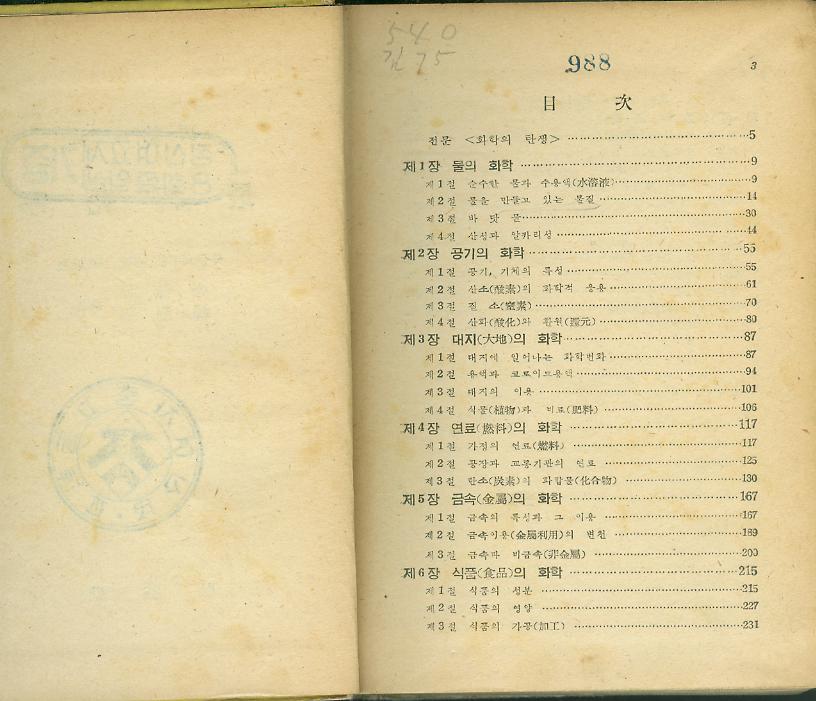 540
김75
988
3
目 次
전문 <화학의 탄생> 5
제1장 물의 화학 9
제1절 순수한 물과 수용액(水溶液) 9
제2절 물을 만들고 있는 물질 14
제3절 바닷물 30
제4절 산성과 알카리성 44
제2장 공기의 화학 55
제1절 공기, 기체의 특성 55
제2절 산소(酸素)의 화학적 응용 61
제3절 질소(窒素) 70
제4절 산화(酸化)와 환원(還元) 80
제3장 대지(大地)의 화학 87
제1절 대지에 일어나는 화학변화 87
제2절 용액과 코로이드용액 94
제3절 대지의 이용 101
제4절 식물(植物)과 비료(肥料) 106
제4장 연료(燃料)의 화학 117
제1절 가정의 연료(燃料) 117
제2절 공장과 교통기관의 연료 125
제3절 탄소(炭素)의 화합물(化合物) 130
제5장 금속(金屬)의 화학 167
제1절 금속의 특성과 그 이용 167
제2절 금속이용(金屬利用)의 변천 189
제3절 금속과 비금속(非金屬) 200
제6장 식품(食品)의 화학 215
제1절 식품의 성분 215
제2절 식품의 영양 227
제3절 식품의 가공(加工) 231